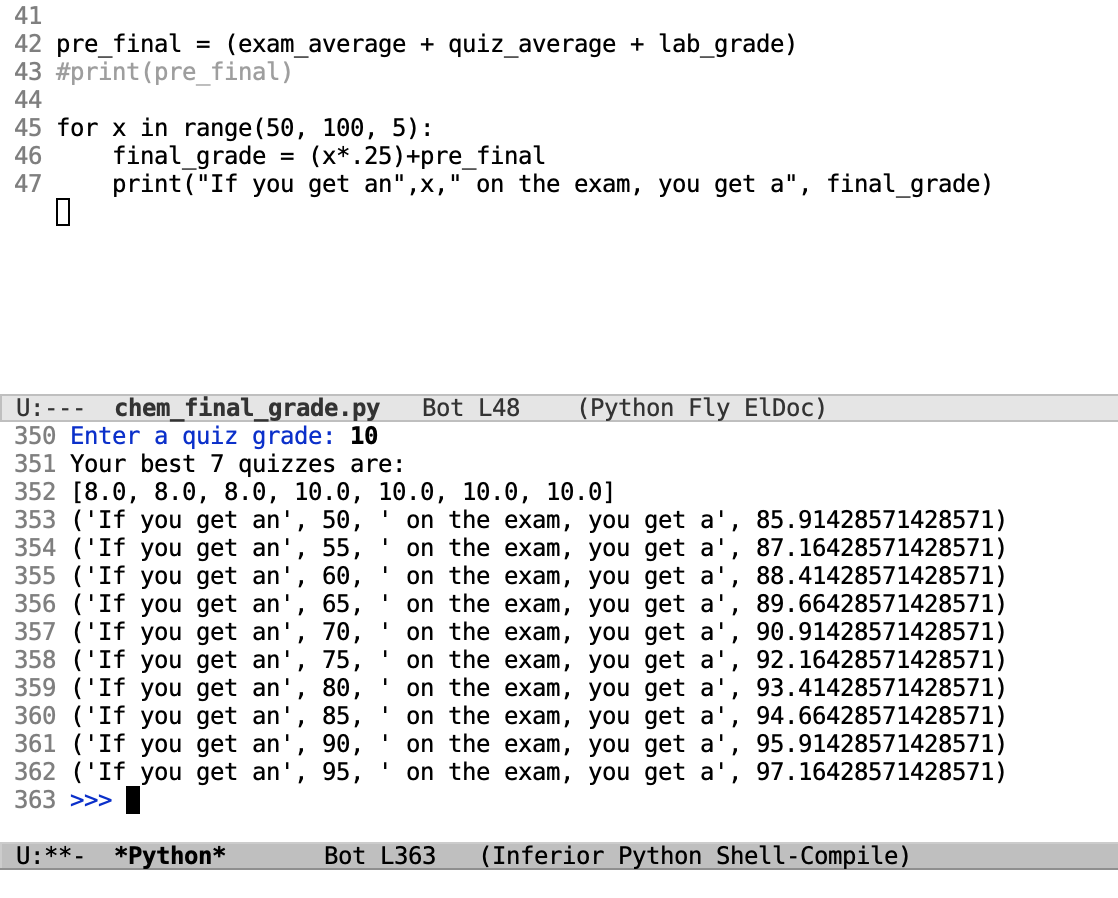 41
42 pre_final = (exam_average + quiz_average + lab_grade)
43 #print(pre_final)
44
45 for x in range(50, 100, 5):
46     final_grade = (x*.25)+pre_final
47     print("If you get an",x," on the exam, you get a", final_grade)
U:---  chem_final_grade.py   Bot L48    (Python Fly ElDoc)
350 Enter a quiz grade: 10
351 Your best 7 quizzes are:
352 [8.0, 8.0, 8.0, 10.0, 10.0, 10.0, 10.0]
353 ('If you get an', 50, ' on the exam, you get a', 85.91428571428571)
354 ('If you get an', 55, ' on the exam, you get a', 87.16428571428571)
355 ('If you get an', 60, ' on the exam, you get a', 88.41428571428571)
356 ('If you get an', 65, ' on the exam, you get a', 89.66428571428571)
357 ('If you get an', 70, ' on the exam, you get a', 90.91428571428571)
358 ('If you get an', 75, ' on the exam, you get a', 92.16428571428571)
359 ('If you get an', 80, ' on the exam, you get a', 93.41428571428571)
360 ('If you get an', 85, ' on the exam, you get a', 94.66428571428571)
361 ('If you get an', 90, ' on the exam, you get a', 95.91428571428571)
362 ('If you get an', 95, ' on the exam, you get a', 97.16428571428571)
363 >>>
U:**-  *Python*       Bot L363   (Inferior Python Shell-Compile)